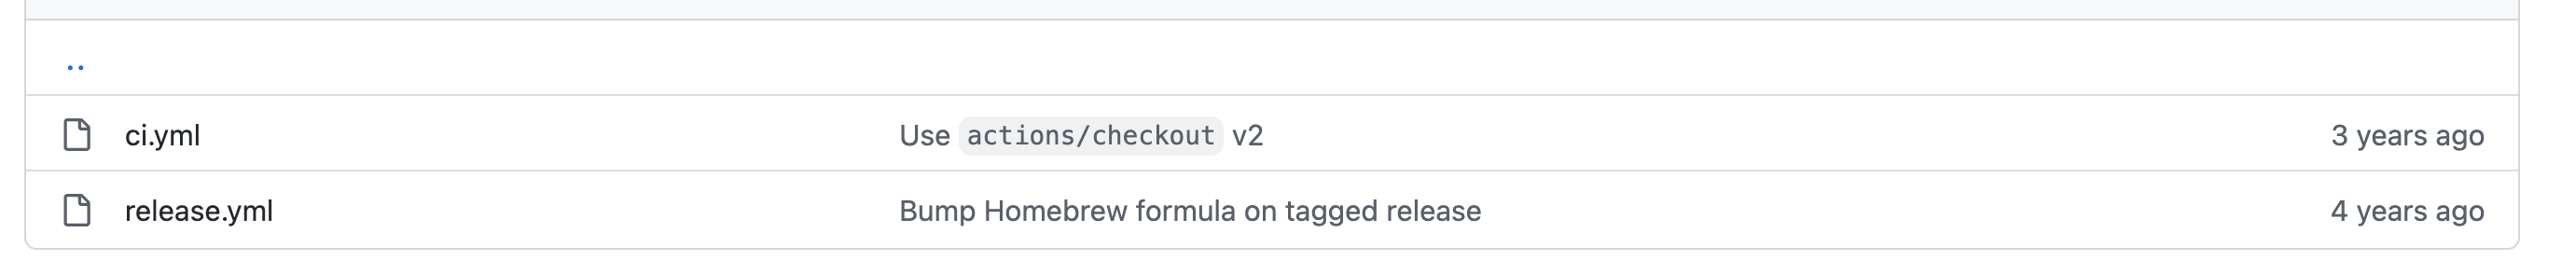 ..
ci.yml Use actions/checkout v2 3 years ago
release.yml Bump Homebrew formula on tagged release 4 years ago